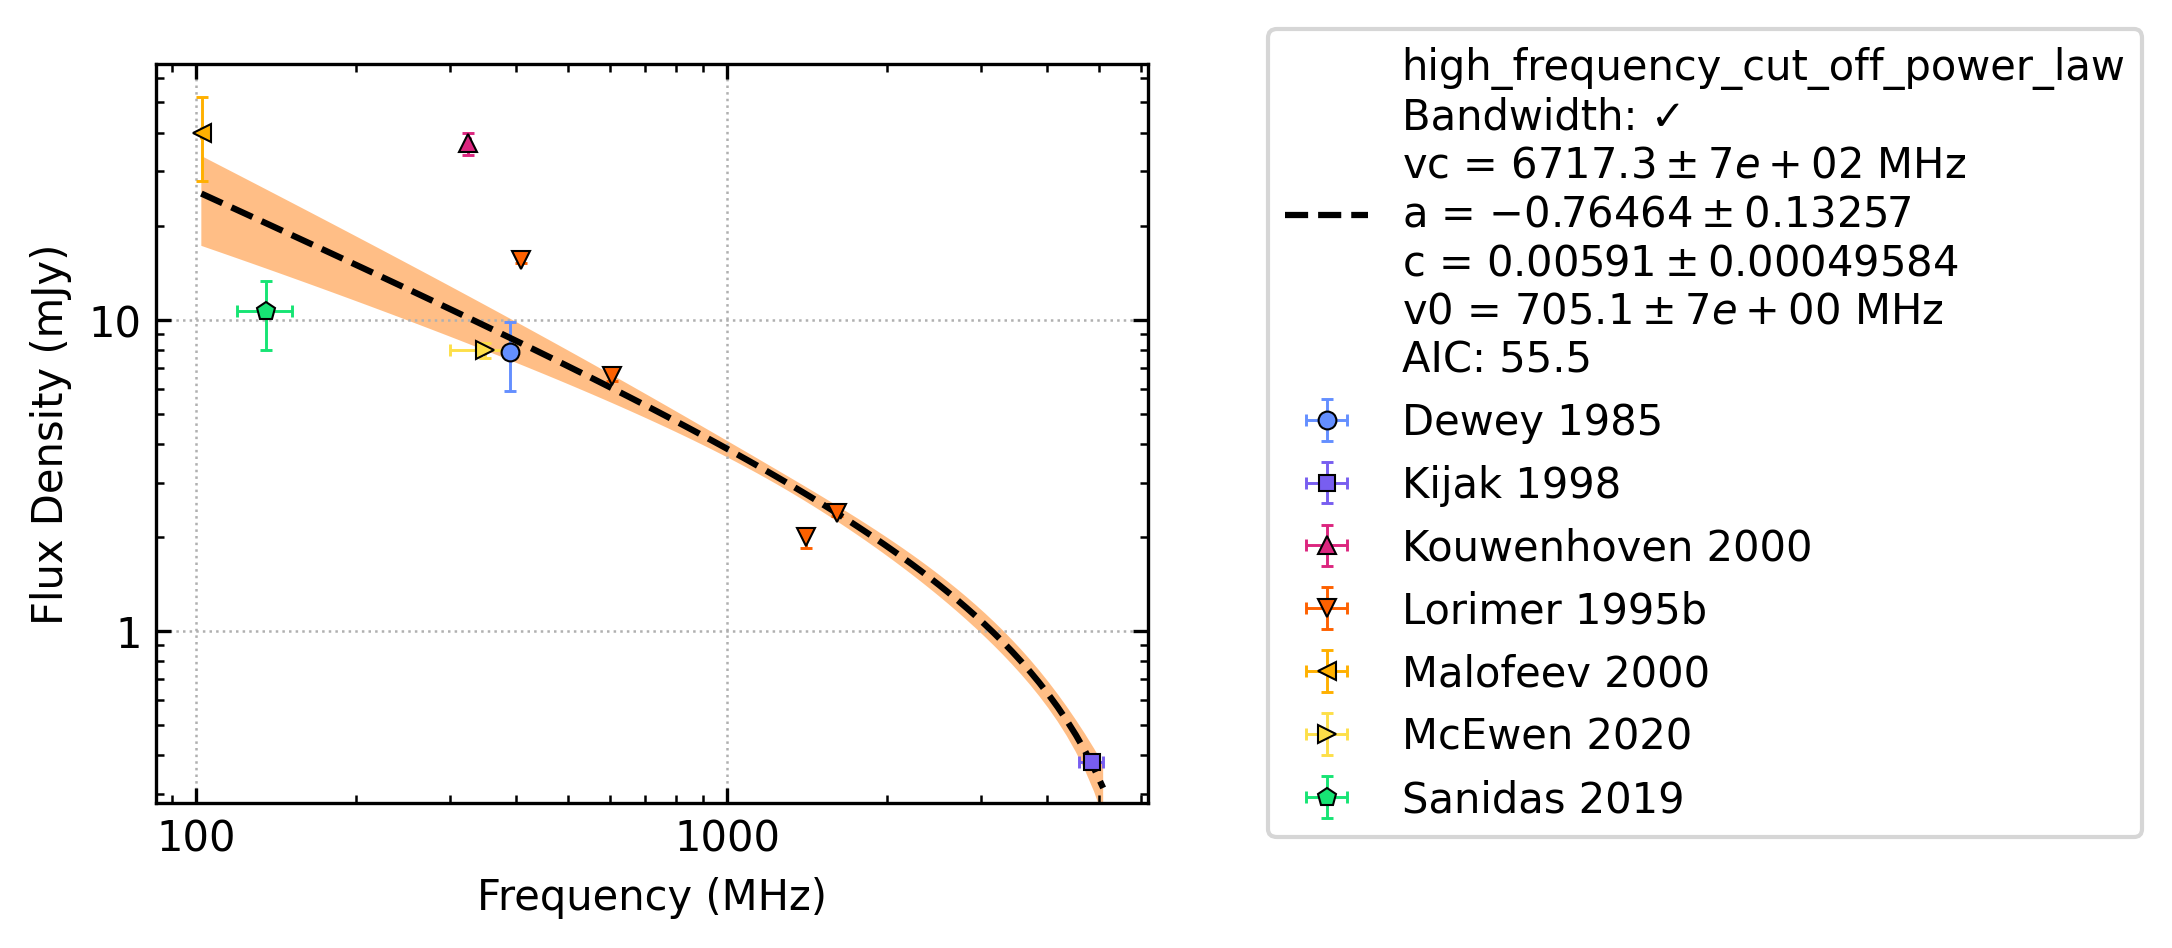 Flux Density (mJy)
10
1
100
1000
Frequency (MHz)
high_frequency_cut_off_power_law
Bandwidth: ✓
vc = 6717.3 ± 7e + 02 MHz
a = −0.76464 ± 0.13257
c = 0.00591 ± 0.00049584
v0 = 705.1 ± 7e + 00 MHz
AIC: 55.5
Dewey 1985
Kijak 1998
Kouwenhoven 2000
Lorimer 1995b
Malofeev 2000
McEwen 2020
Sanidas 2019